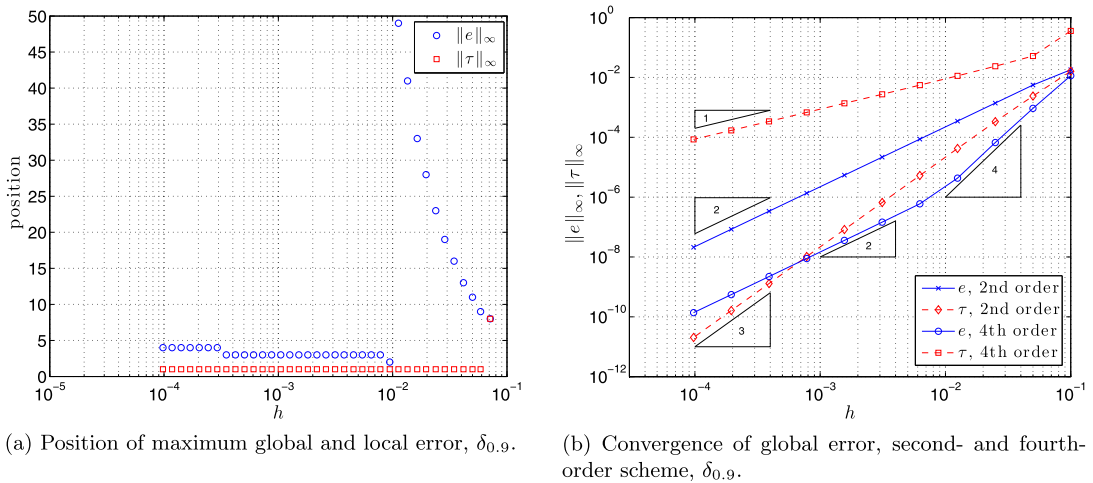 50
45
40
35
30
25
20
15
10
5
0
position
10^−5
10^−4
10^−3
10^−2
10^−1
h
‖e‖∞
‖τ‖∞
(a) Position of maximum global and local error, δ0.9.
10^0
10^−2
10^−4
10^−6
10^−8
10^−10
10^−12
‖e‖∞, ‖τ‖∞
1
2
3
2
4
10^−4
10^−3
10^−2
10^−1
h
e, 2nd order
τ, 2nd order
e, 4th order
τ, 4th order
(b) Convergence of global error, second- and fourth-
order scheme, δ0.9.